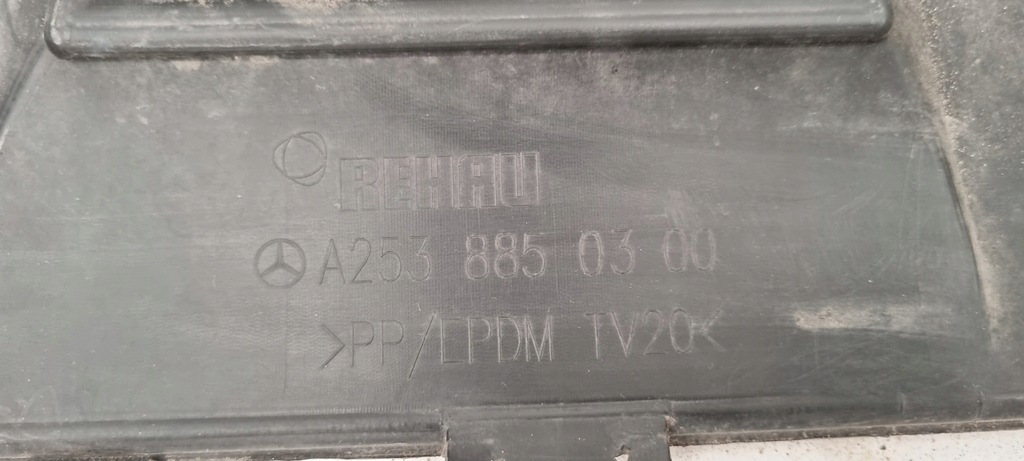 REHAU
A253 885 03 00
>PP/EPDM TV20<